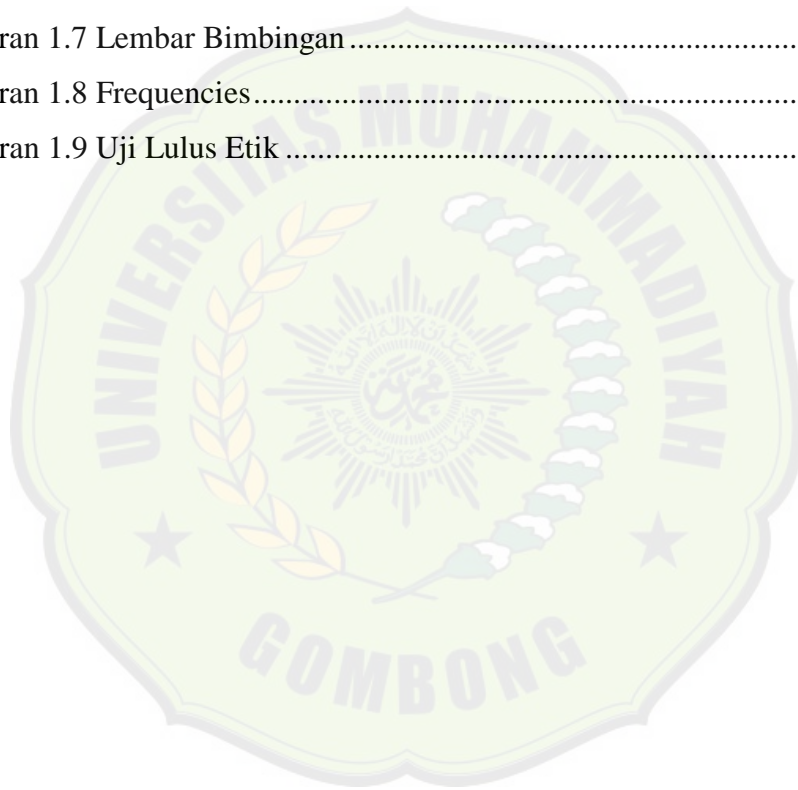 ran 1.7 Lembar Bimbingan ........................................................
ran 1.8 Frequencies....................................................................
ran 1.9 Uji Lulus Etik ................................................................
UNIVERSITAS MUHAMMADIYAH
GOMBONG